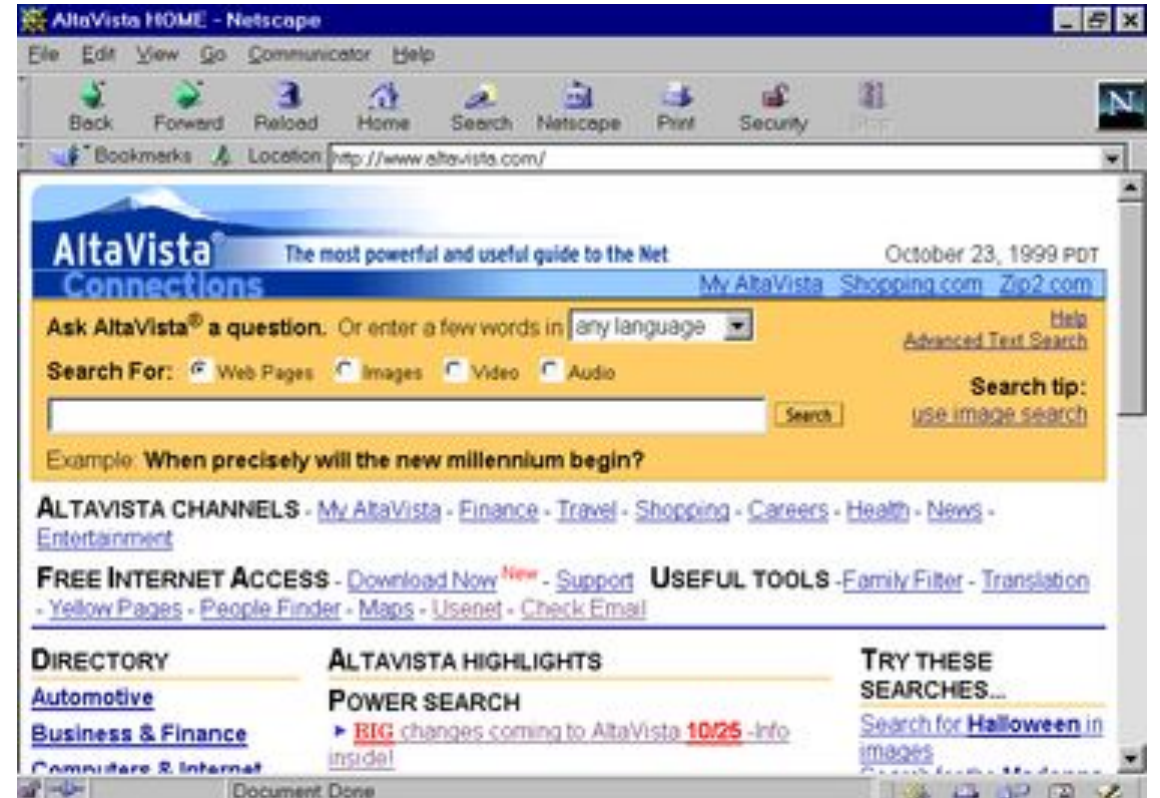 AltaVista HOME - Netscape
File Edit View Go Communicator Help
Back Forward Reload Home Search Netscape Print Security Stop
Bookmarks Location http://www.altavista.com/
AltaVista® The most powerful and useful guide to the Net October 23, 1999 PDT
Connections My AltaVista Shopping.com Zip2.com
Ask AltaVista® a question. Or enter a few words in any language Help
Advanced Text Search
Search For: Web Pages Images Video Audio
Search tip:
Search use image search
Example: When precisely will the new millennium begin?
ALTAVISTA CHANNELS - My AltaVista - Finance - Travel - Shopping - Careers - Health - News -
Entertainment
FREE INTERNET ACCESS - Download Now New - Support USEFUL TOOLS -Family Filter - Translation
- Yellow Pages - People Finder - Maps - Usenet - Check Email
DIRECTORY
Automotive
Business & Finance
Computers & Internet
ALTAVISTA HIGHLIGHTS
POWER SEARCH
BIG changes coming to AltaVista 10/25 -Info
inside!
TRY THESE
SEARCHES...
Search for Halloween in
images
Document Done